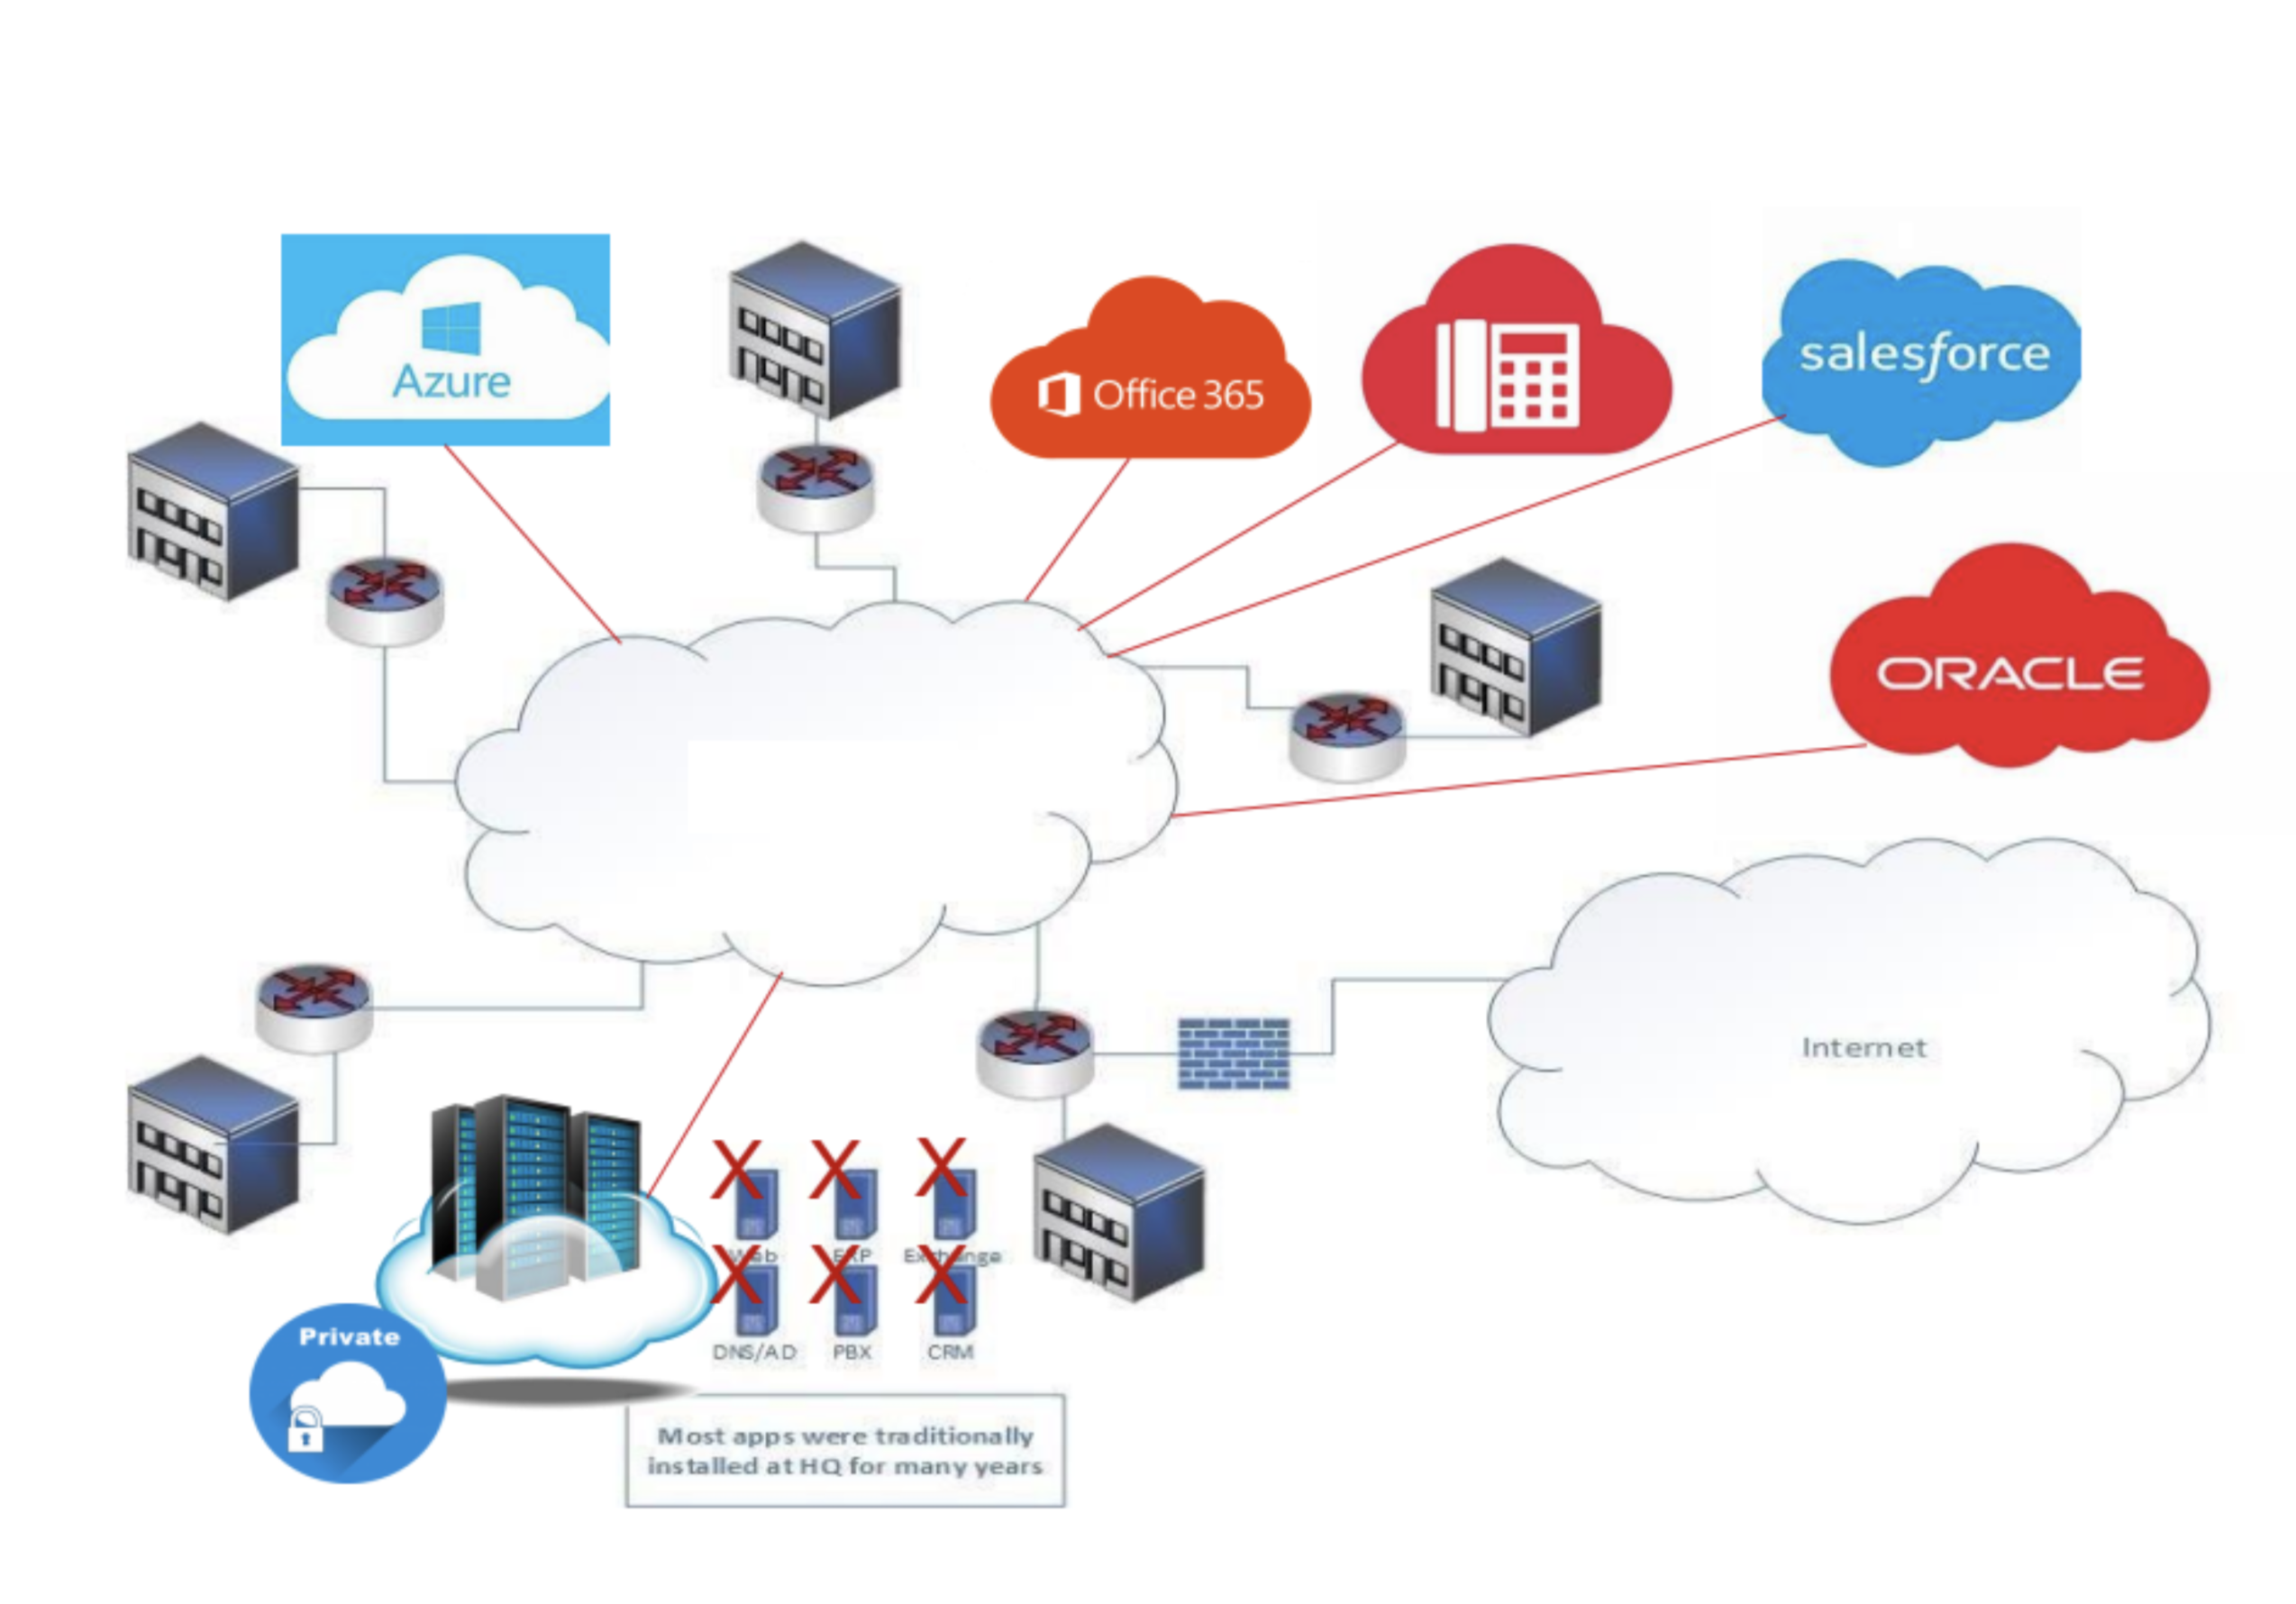 Azure
Office 365
salesforce
ORACLE
Internet
Web
ERP
Exchange
DNS/AD
PBX
CRM
Private
Most apps were traditionally
installed at HQ for many years